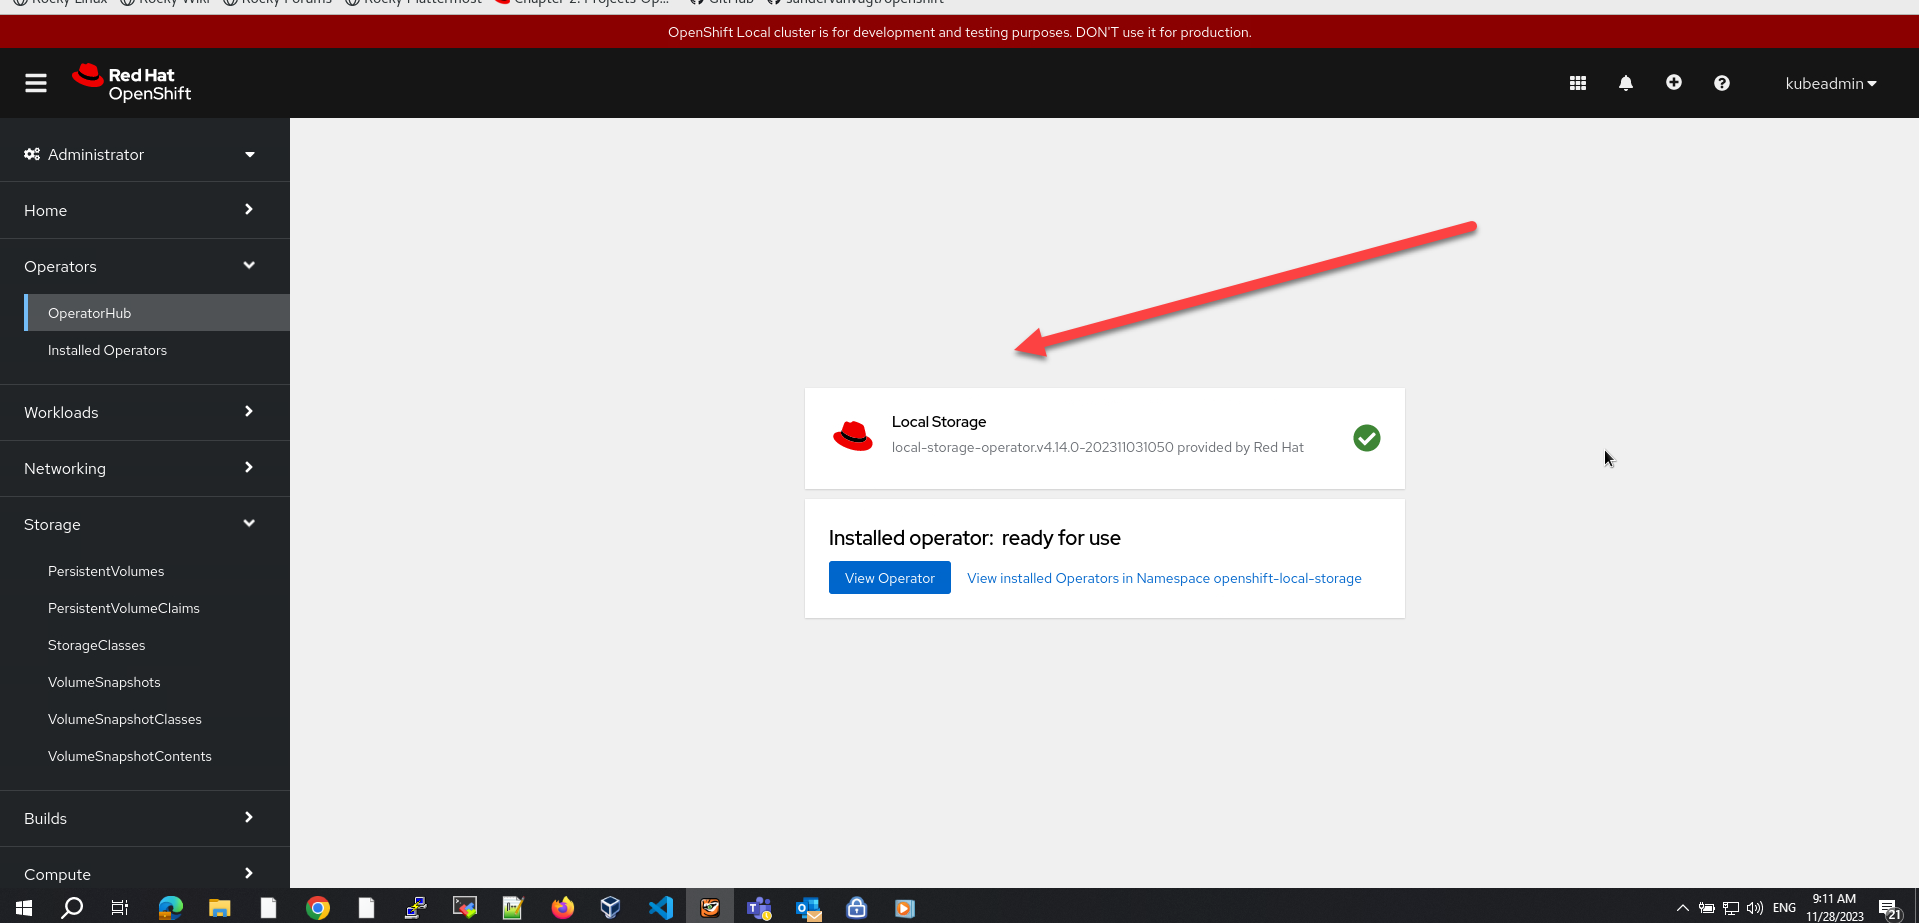 Rocky Linux Rocky Wiki Rocky Forums Rocky Mattermost Chapter 2. Projects Op... GitHub sandervanvugt/openshift
OpenShift Local cluster is for development and testing purposes. DON'T use it for production.
Red Hat
OpenShift
kubeadmin
Administrator
Home
Operators
OperatorHub
Installed Operators
Workloads
Networking
Storage
PersistentVolumes
PersistentVolumeClaims
StorageClasses
VolumeSnapshots
VolumeSnapshotClasses
VolumeSnapshotContents
Builds
Compute
Local Storage
local-storage-operator.v4.14.0-202311031050 provided by Red Hat
Installed operator: ready for use
View Operator View installed Operators in Namespace openshift-local-storage
ENG
9:11 AM
11/28/2023
21